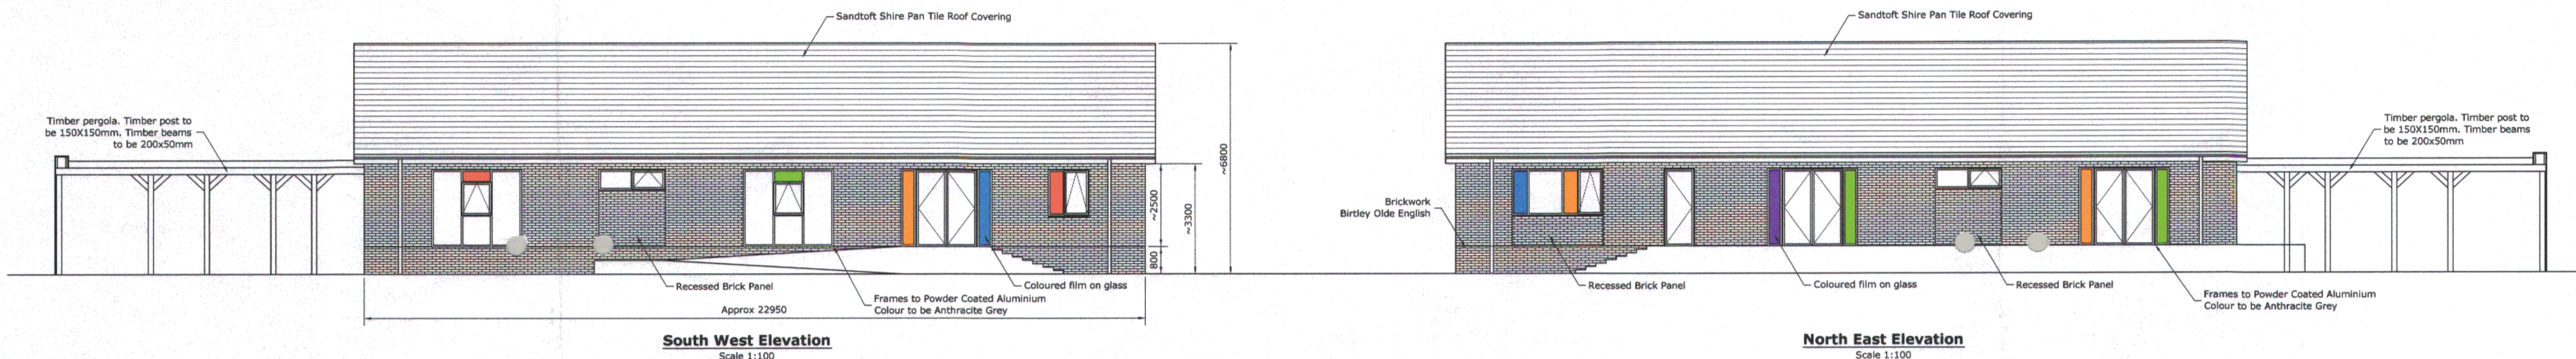 Sandtoft Shire Pan Tile Roof Covering
Timber pergola. Timber post to
be 150X150mm. Timber beams
to be 200x50mm
~6800
~2500
~3300
800
Recessed Brick Panel
Frames to Powder Coated Aluminium
Colour to be Anthracite Grey
Coloured film on glass
Approx 22950
South West Elevation
Scale 1:100
Sandtoft Shire Pan Tile Roof Covering
Timber pergola. Timber post to
be 150X150mm. Timber beams
to be 200x50mm
Brickwork
Birtley Olde English
Recessed Brick Panel
Coloured film on glass
Recessed Brick Panel
Frames to Powder Coated Aluminium
Colour to be Anthracite Grey
North East Elevation
Scale 1:100